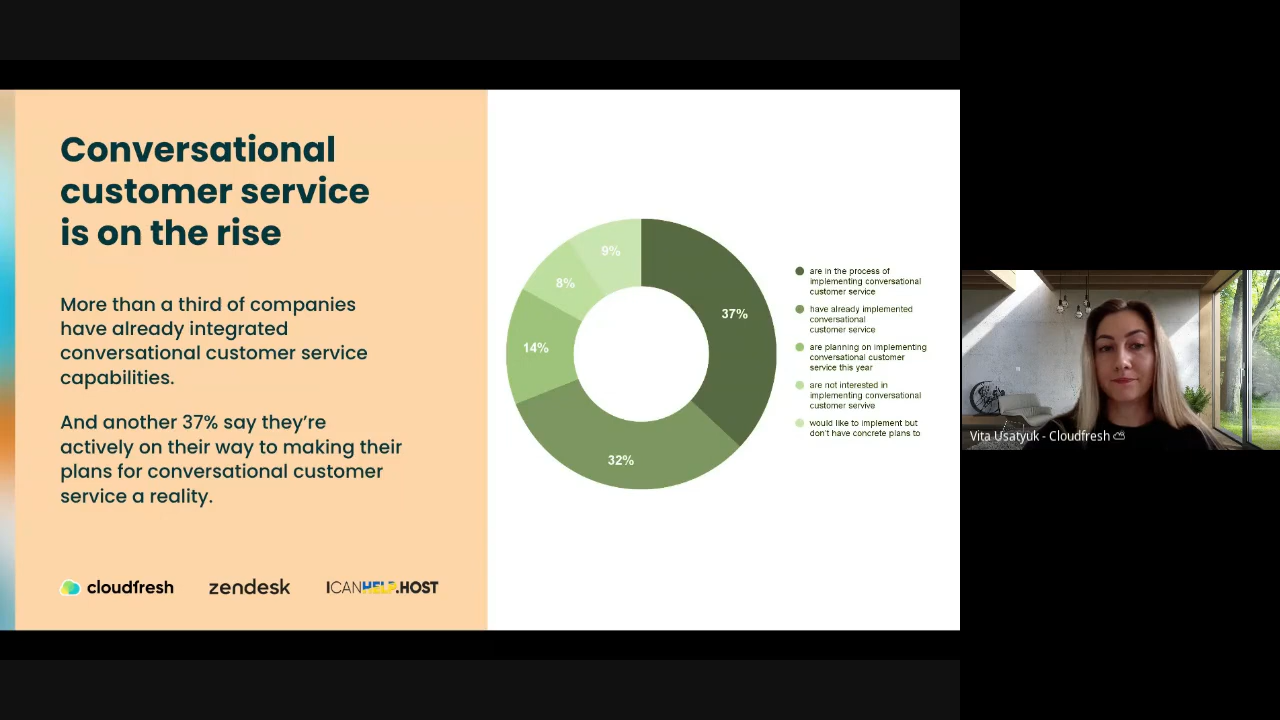 Conversational
customer service
is on the rise
More than a third of companies
have already integrated
conversational customer service
capabilities.
And another 37% say they're
actively on their way to making their
plans for conversational customer
service a reality.
cloudfresh
zendesk
ICANHELP.HOST
9%
8%
37%
14%
32%
are in the process of
implementing conversational
customer service
have already implemented
conversational
customer service
are planning on implementing
conversational customer
service this year
are not interested in
implementing conversational
customer servive
would like to implement but
don't have concrete plans to
Vita Usatyuk - Cloudfresh